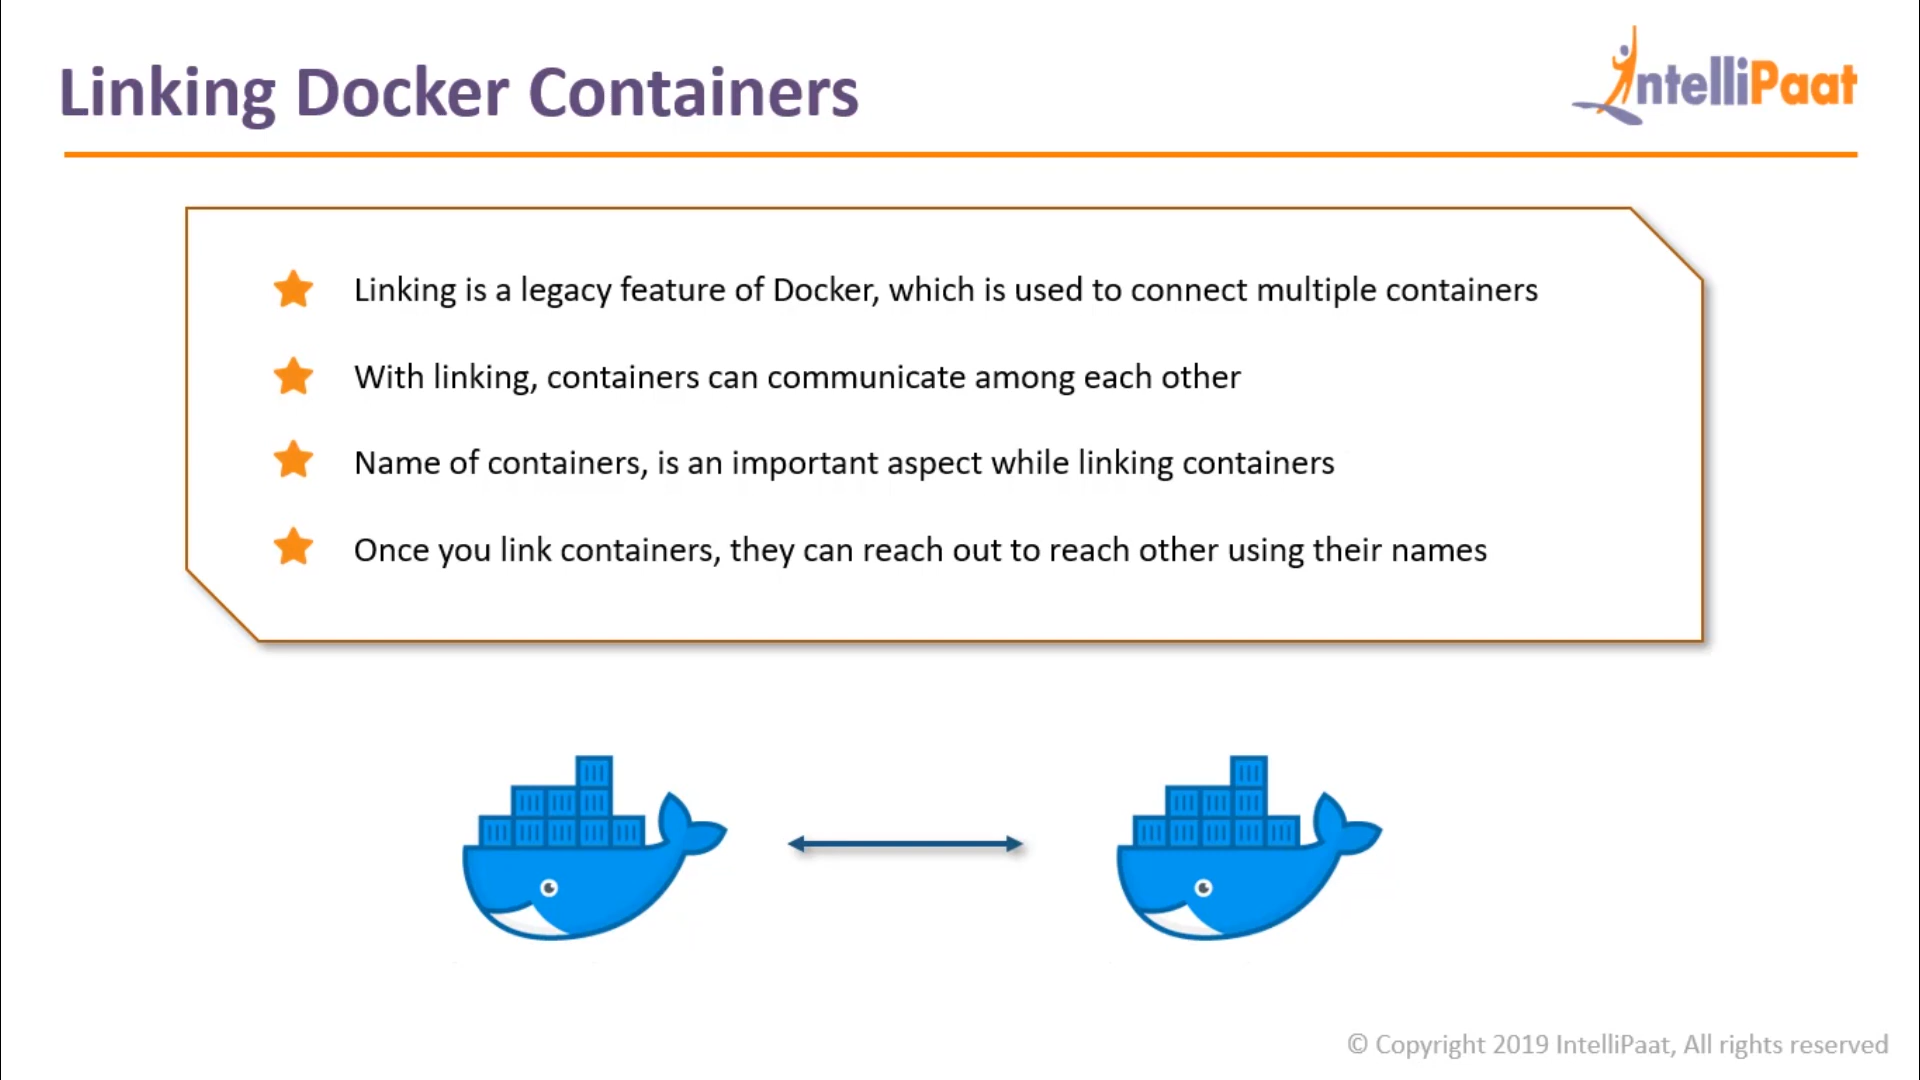 Linking Docker Containers
IntelliPaat
Linking is a legacy feature of Docker, which is used to connect multiple containers
With linking, containers can communicate among each other
Name of containers, is an important aspect while linking containers
Once you link containers, they can reach out to reach other using their names
© Copyright 2019 IntelliPaat, All rights reserved